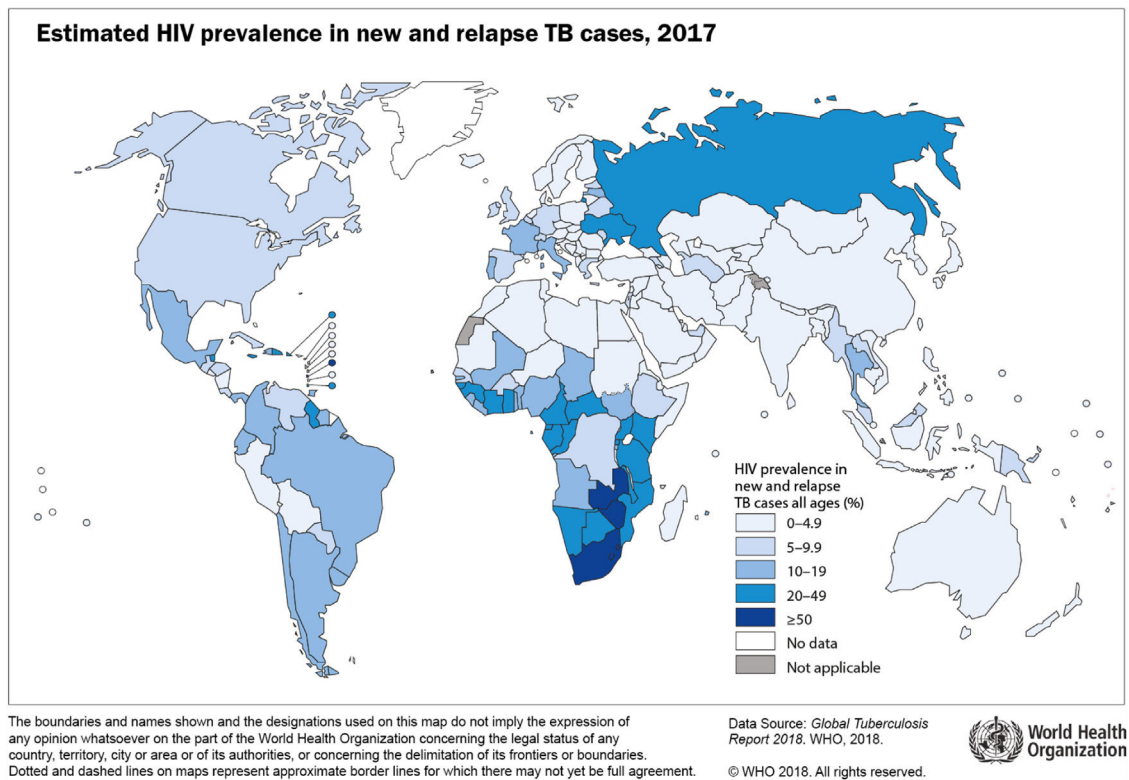 Estimated HIV prevalence in new and relapse TB cases, 2017
HIV prevalence in
new and relapse
TB cases all ages (%)
0–4.9
5–9.9
10–19
20–49
≥50
No data
Not applicable
The boundaries and names shown and the designations used on this map do not imply the expression of
any opinion whatsoever on the part of the World Health Organization concerning the legal status of any
country, territory, city or area or of its authorities, or concerning the delimitation of its frontiers or boundaries.
Dotted and dashed lines on maps represent approximate border lines for which there may not yet be full agreement.
Data Source: Global Tuberculosis
Report 2018. WHO, 2018.
© WHO 2018. All rights reserved.
World Health
Organization